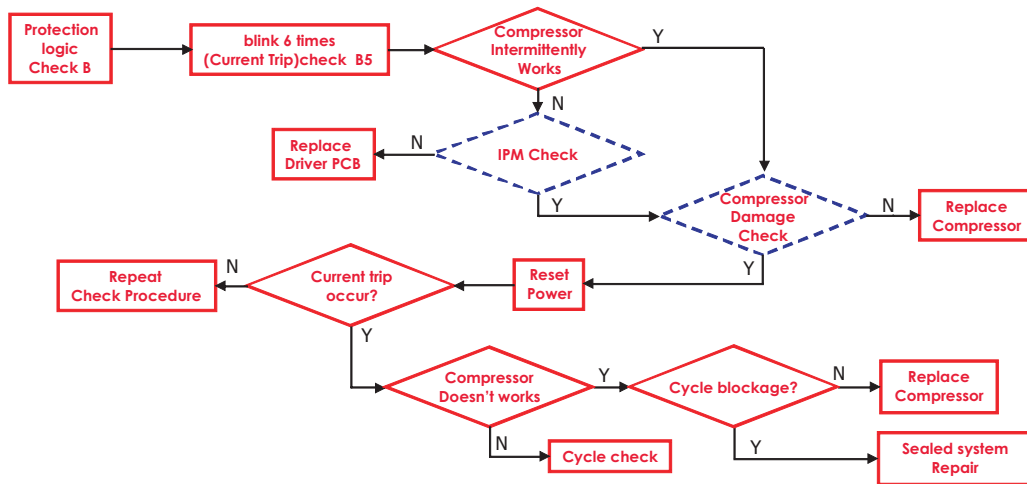 Protection
logic
Check B
blink 6 times
(Current Trip)check B5
Compressor
Intermittently
Works
Y
N
IPM Check
N
Replace
Driver PCB
Y
Compressor
Damage
Check
N
Replace
Compressor
Y
Reset
Power
Current trip
occur?
N
Repeat
Check Procedure
Y
Compressor
Doesn't works
Y
Cycle blockage?
N
Replace
Compressor
N
Cycle check
Y
Sealed system
Repair